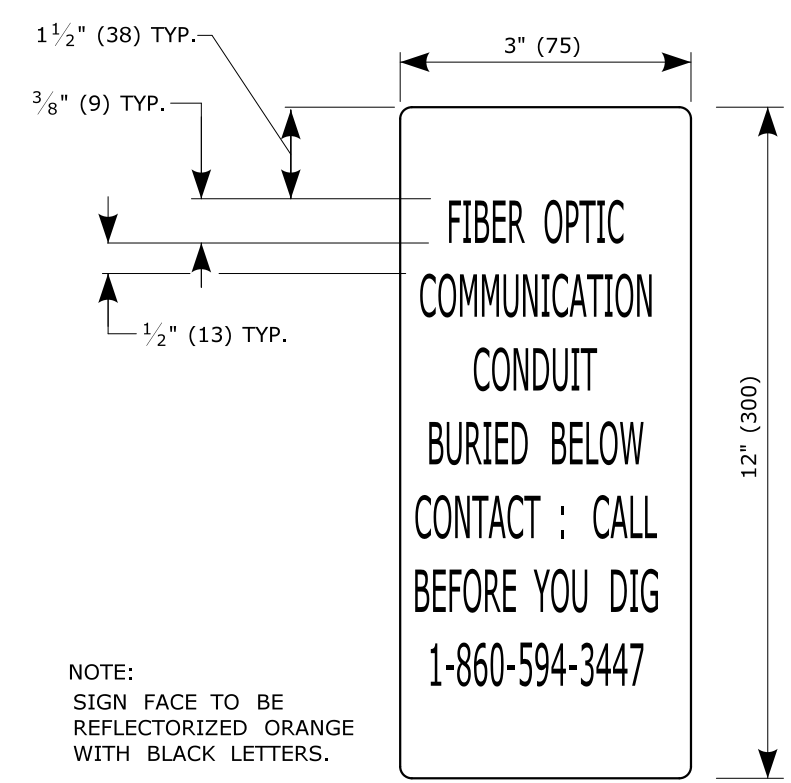 1 1/2" (38) TYP.
3/8" (9) TYP.
1/2" (13) TYP.
3" (75)
12" (300)
FIBER OPTIC
COMMUNICATION
CONDUIT
BURIED BELOW
CONTACT : CALL
BEFORE YOU DIG
1-860-594-3447
NOTE:
SIGN FACE TO BE
REFLECTORIZED ORANGE
WITH BLACK LETTERS.